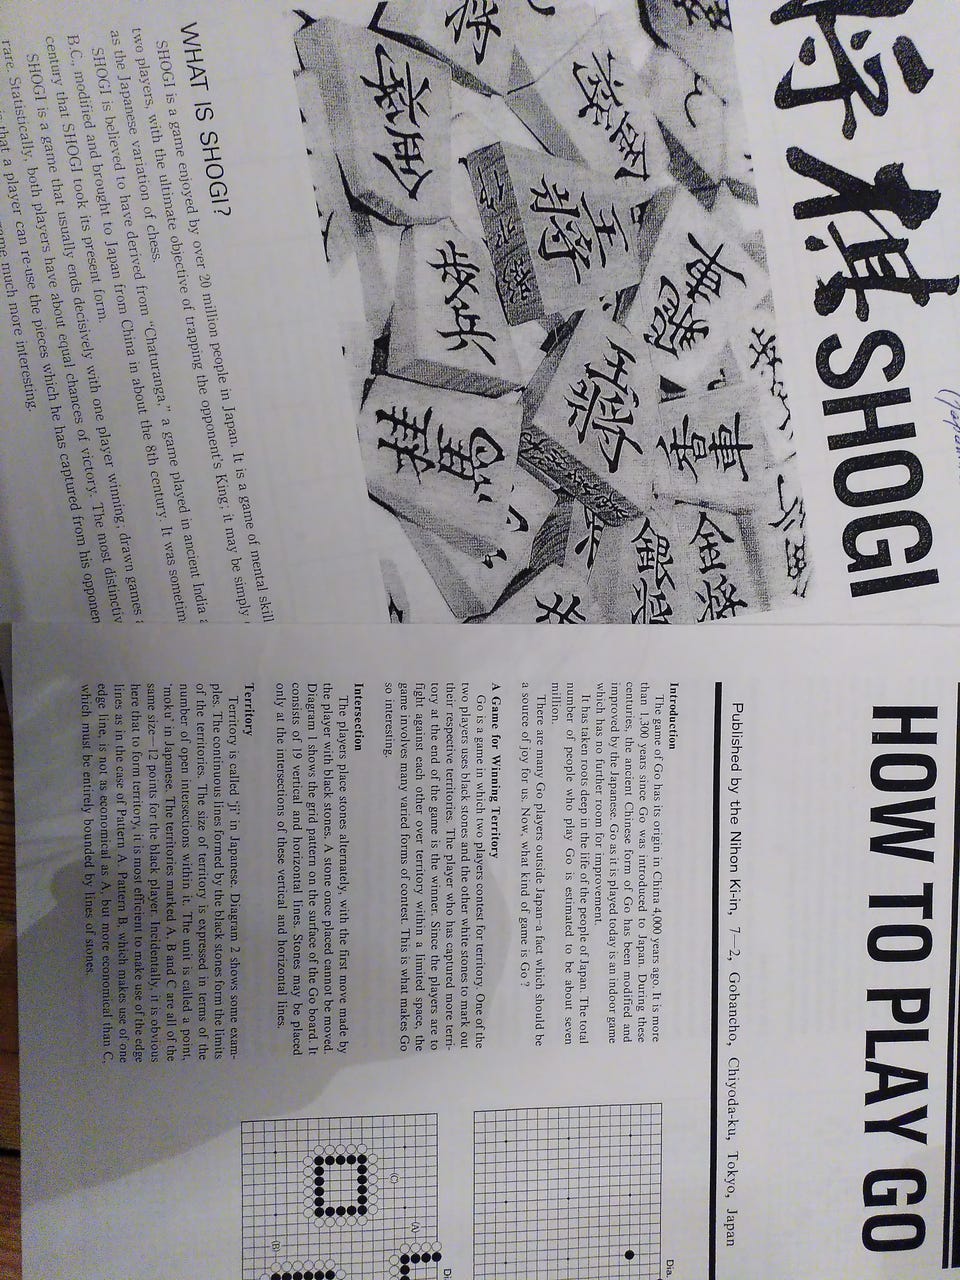 将棋 SHOGI
WHAT IS SHOGI?
SHOGI is a game enjoyed by over 20 million people in Japan. It is a game of mental skill
two players, with the ultimate objective of trapping the opponent's King; it may be simply
as the Japanese variation of chess.
SHOGI is believed to have derived from "Chaturanga," a game played in ancient India
B.C., modified and brought to Japan from China in about the 8th century. It was sometim
century that SHOGI took its present form.
SHOGI is a game that usually ends decisively with one player winning; drawn games
rare. Statistically, both players have about equal chances of victory. The most distinctiv
is that a player can re-use the pieces which he has captured from his opponen
game much more interesting.
HOW TO PLAY GO
Published by the Nihon Ki-in, 7—2, Gobancho, Chiyoda-ku, Tokyo, Japan
Introduction
The game of Go has its origin in China 4,000 years ago. It is more
than 1,300 years since Go was introduced to Japan. During these
centuries, the ancient Chinese form of Go has been modified and
improved by the Japanese. Go as it is played today is an indoor game
which has no further room for improvement.
It has taken roots deep in the life of the people of Japan. The total
number of people who play Go is estimated to be about seven
million.
There are many Go players outside Japan-a fact which should be
a source of joy for us. Now, what kind of game is Go?
A Game for Winning Territory
Go is a game in which two players contest for territory. One of the
two players uses black stones and the other white stones to mark out
their respective territories. The player who has captured more terri-
tory at the end of the game is the winner. Since the players are to
fight against each other over territory within a limited space, the
game involves many varied forms of contest. This is what makes Go
so interesting.
Intersection
The players place stones alternately, with the first move made by
the player with black stones. A stone once placed cannot be moved.
Diagram 1 shows the grid pattern on the surface of the Go board. It
consists of 19 vertical and horizontal lines. Stones may be placed
only at the intersections of these vertical and horizontal lines.
Territory
Territory is called 'ji' in Japanese. Diagram 2 shows some exam-
ples. The continuous lines formed by the black stones form the limits
of the territories. The size of territory is expressed in terms of the
number of open intersections within it. The unit is called a point,
'moku' in Japanese. The territories marked A, B and C are all of the
same size—12 points for the black player. Incidentally, it is obvious
here that to form territory, it is most efficient to make use of the edge
lines as in the case of Pattern A. Pattern B, which makes use of one
edge line, is not as economical as A, but more economical than C,
which must be entirely bounded by lines of stones.
Dia.
(C)
(A)
(B)